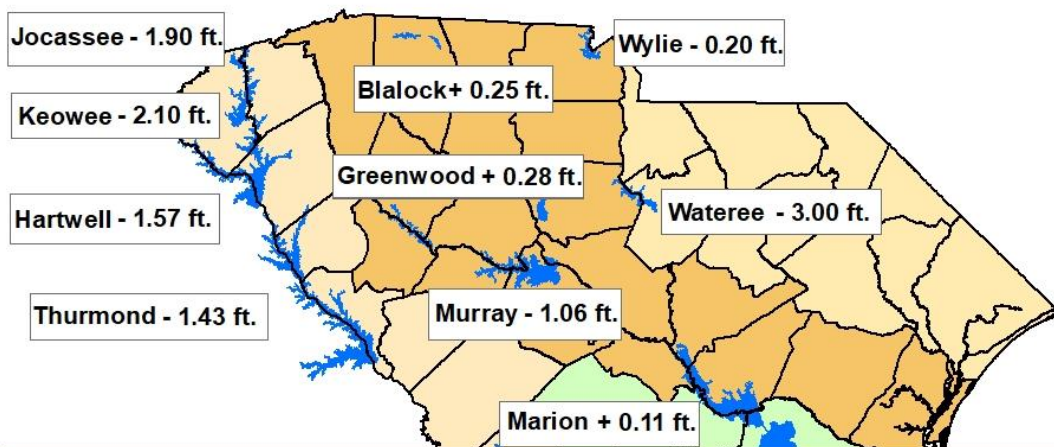 Jocassee - 1.90 ft.
Wylie - 0.20 ft.
Blalock+ 0.25 ft.
Keowee - 2.10 ft.
Greenwood + 0.28 ft.
Hartwell - 1.57 ft.
Wateree - 3.00 ft.
Thurmond - 1.43 ft.
Murray - 1.06 ft.
Marion + 0.11 ft.